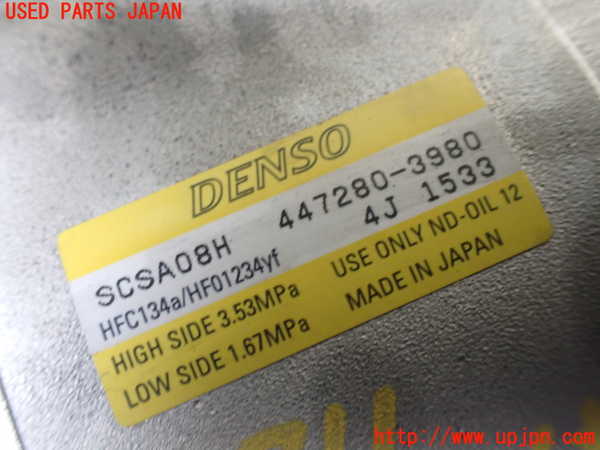 USED PARTS JAPAN
DENSO
SCSA08H 447280-3980
HFC134a/HFO1234yf 4J 1533
HIGH SIDE 3.53MPa USE ONLY ND-OIL 12
LOW SIDE 1.67MPa MADE IN JAPAN
http://www.upjpn.com/